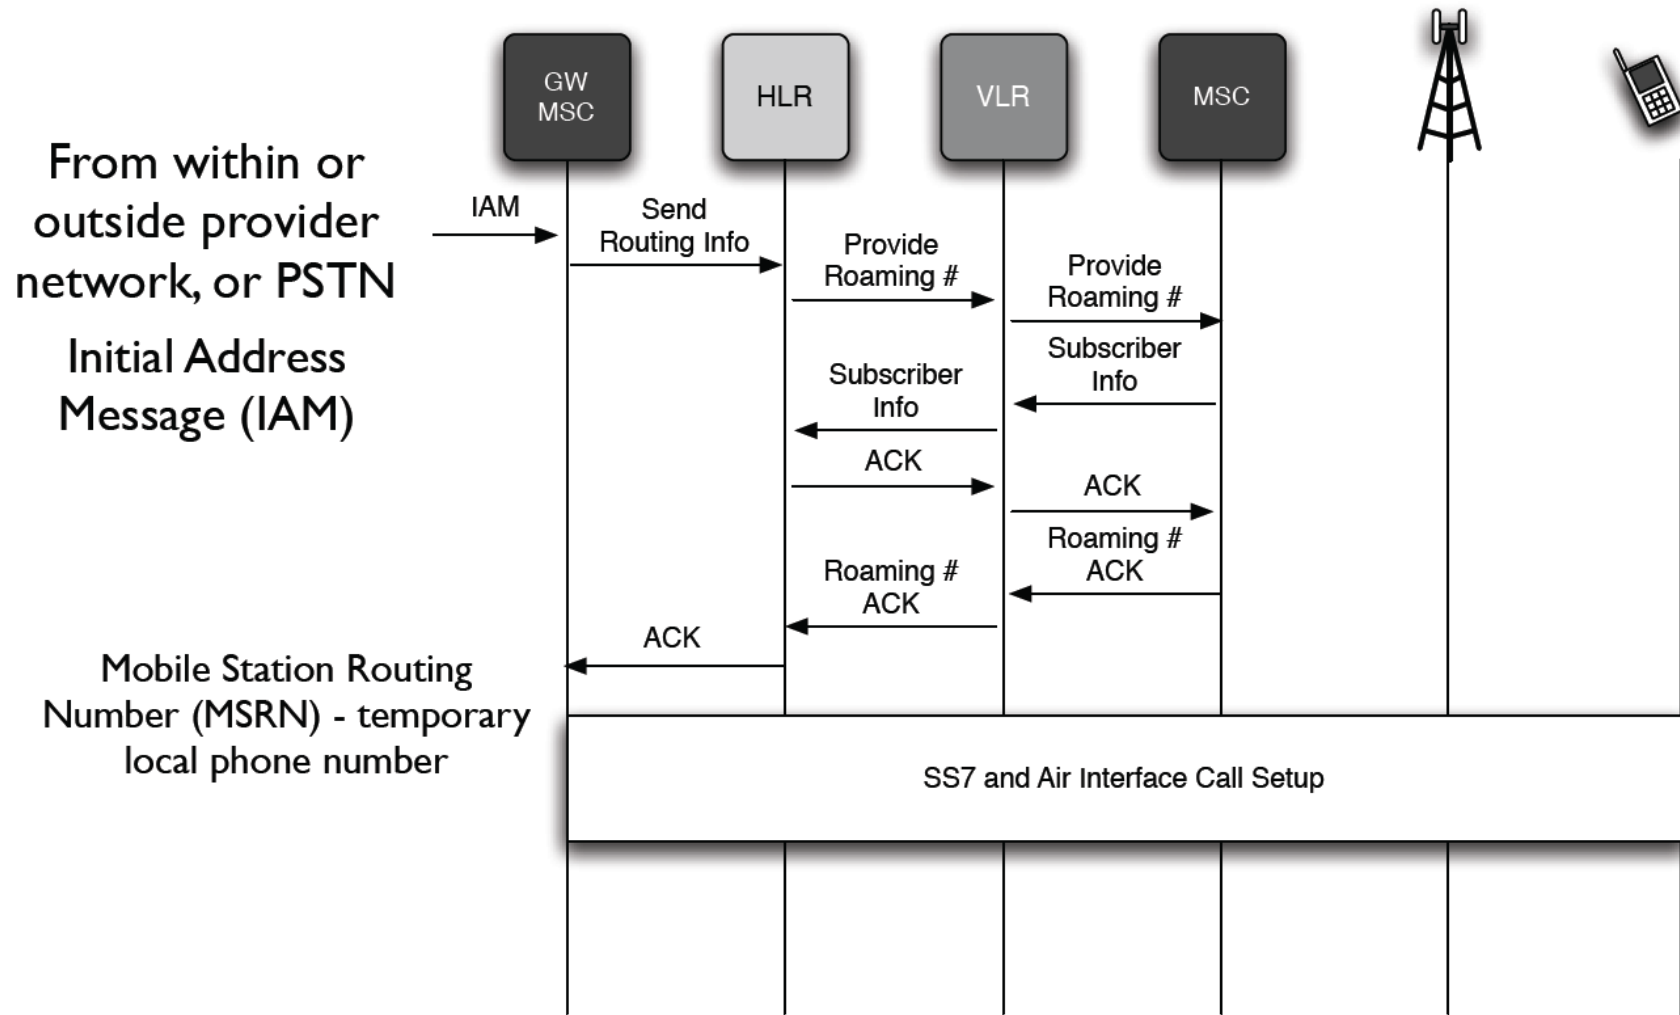 GW
MSC
HLR
VLR
MSC
From within or
outside provider
network, or PSTN
Initial Address
Message (IAM)
IAM
Send
Routing Info
Provide
Roaming #
Provide
Roaming #
Subscriber
Info
Subscriber
Info
ACK
ACK
Roaming #
ACK
Roaming #
ACK
ACK
Mobile Station Routing
Number (MSRN) - temporary
local phone number
SS7 and Air Interface Call Setup